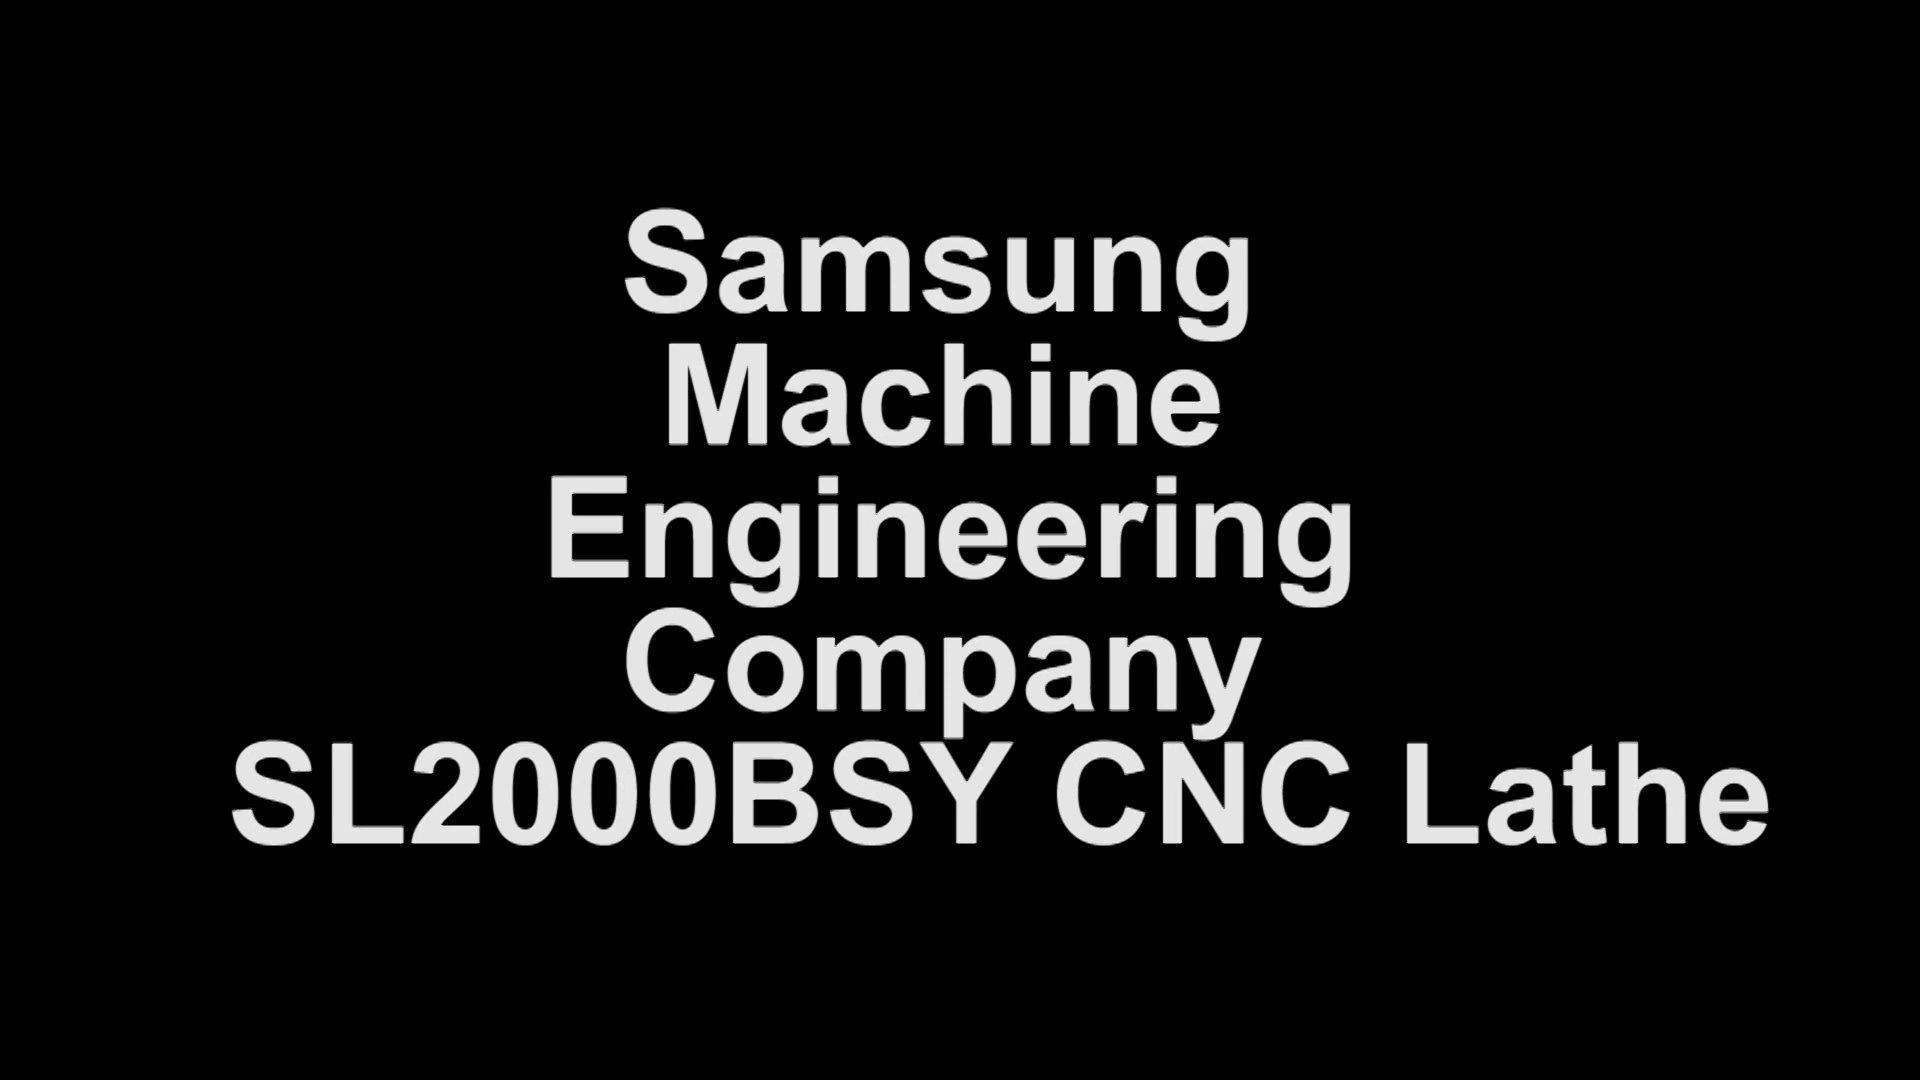 Samsung
Machine
Engineering
Company
SL2000BSY CNC Lathe